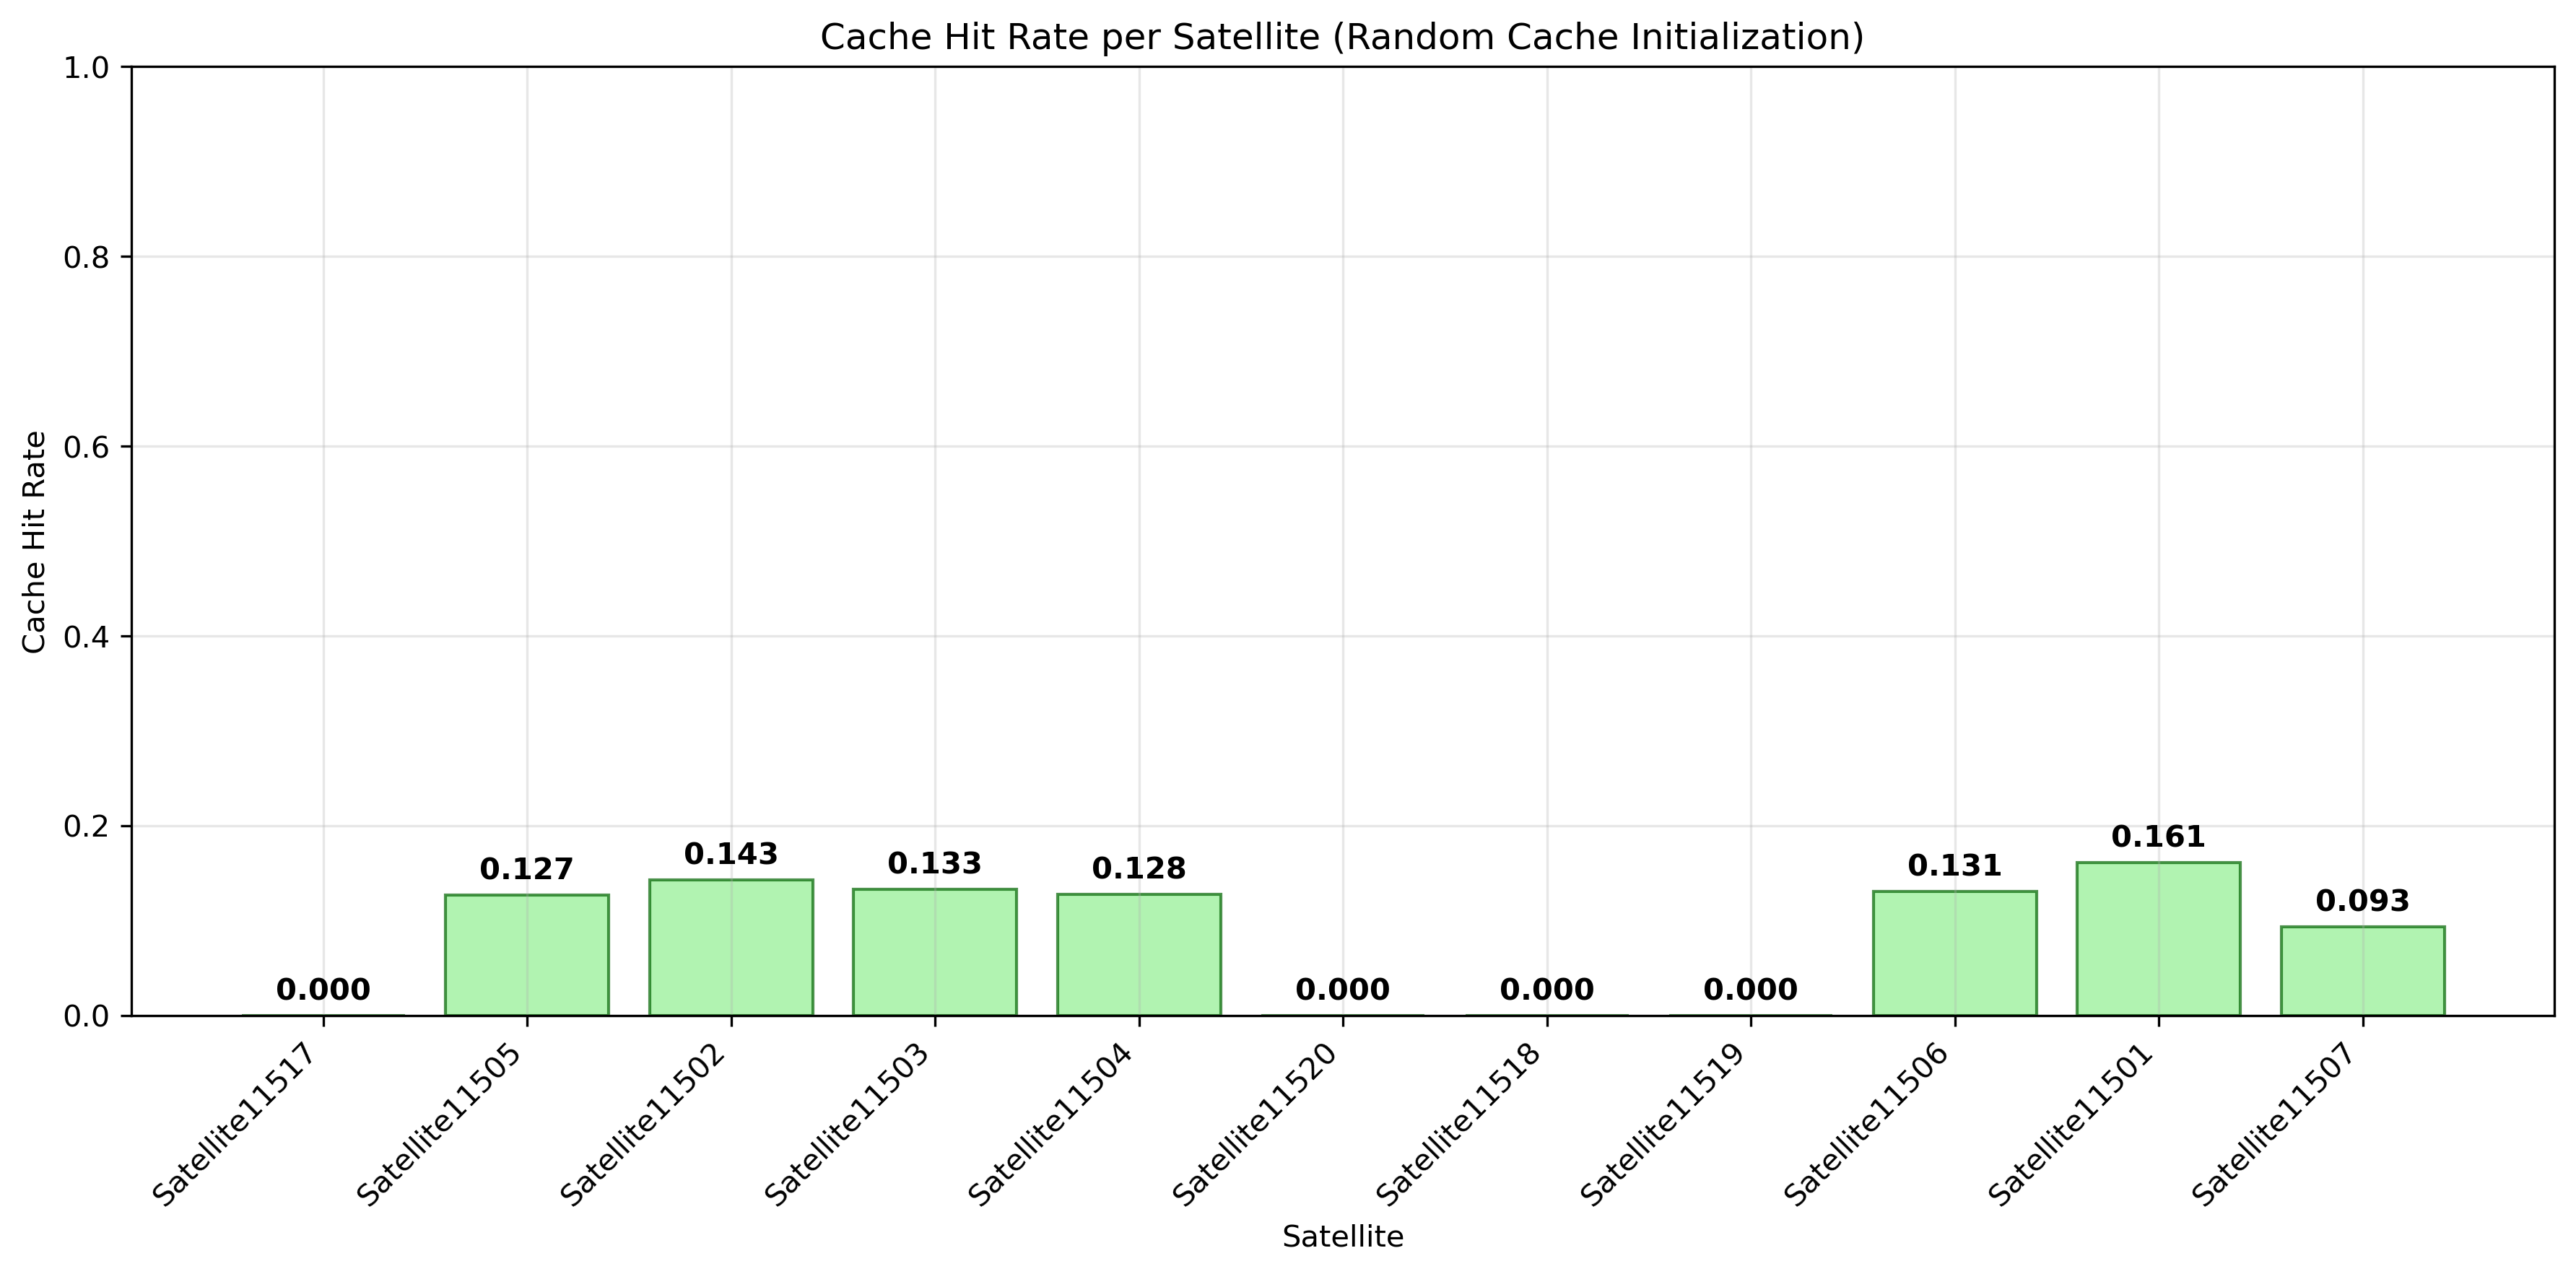 Cache Hit Rate per Satellite (Random Cache Initialization)
Cache Hit Rate
1.0
0.8
0.6
0.4
0.2
0.0
0.000
0.127
0.143
0.133
0.128
0.000
0.000
0.000
0.131
0.161
0.093
Satellite11517
Satellite11505
Satellite11502
Satellite11503
Satellite11504
Satellite11520
Satellite11518
Satellite11519
Satellite11506
Satellite11501
Satellite11507
Satellite